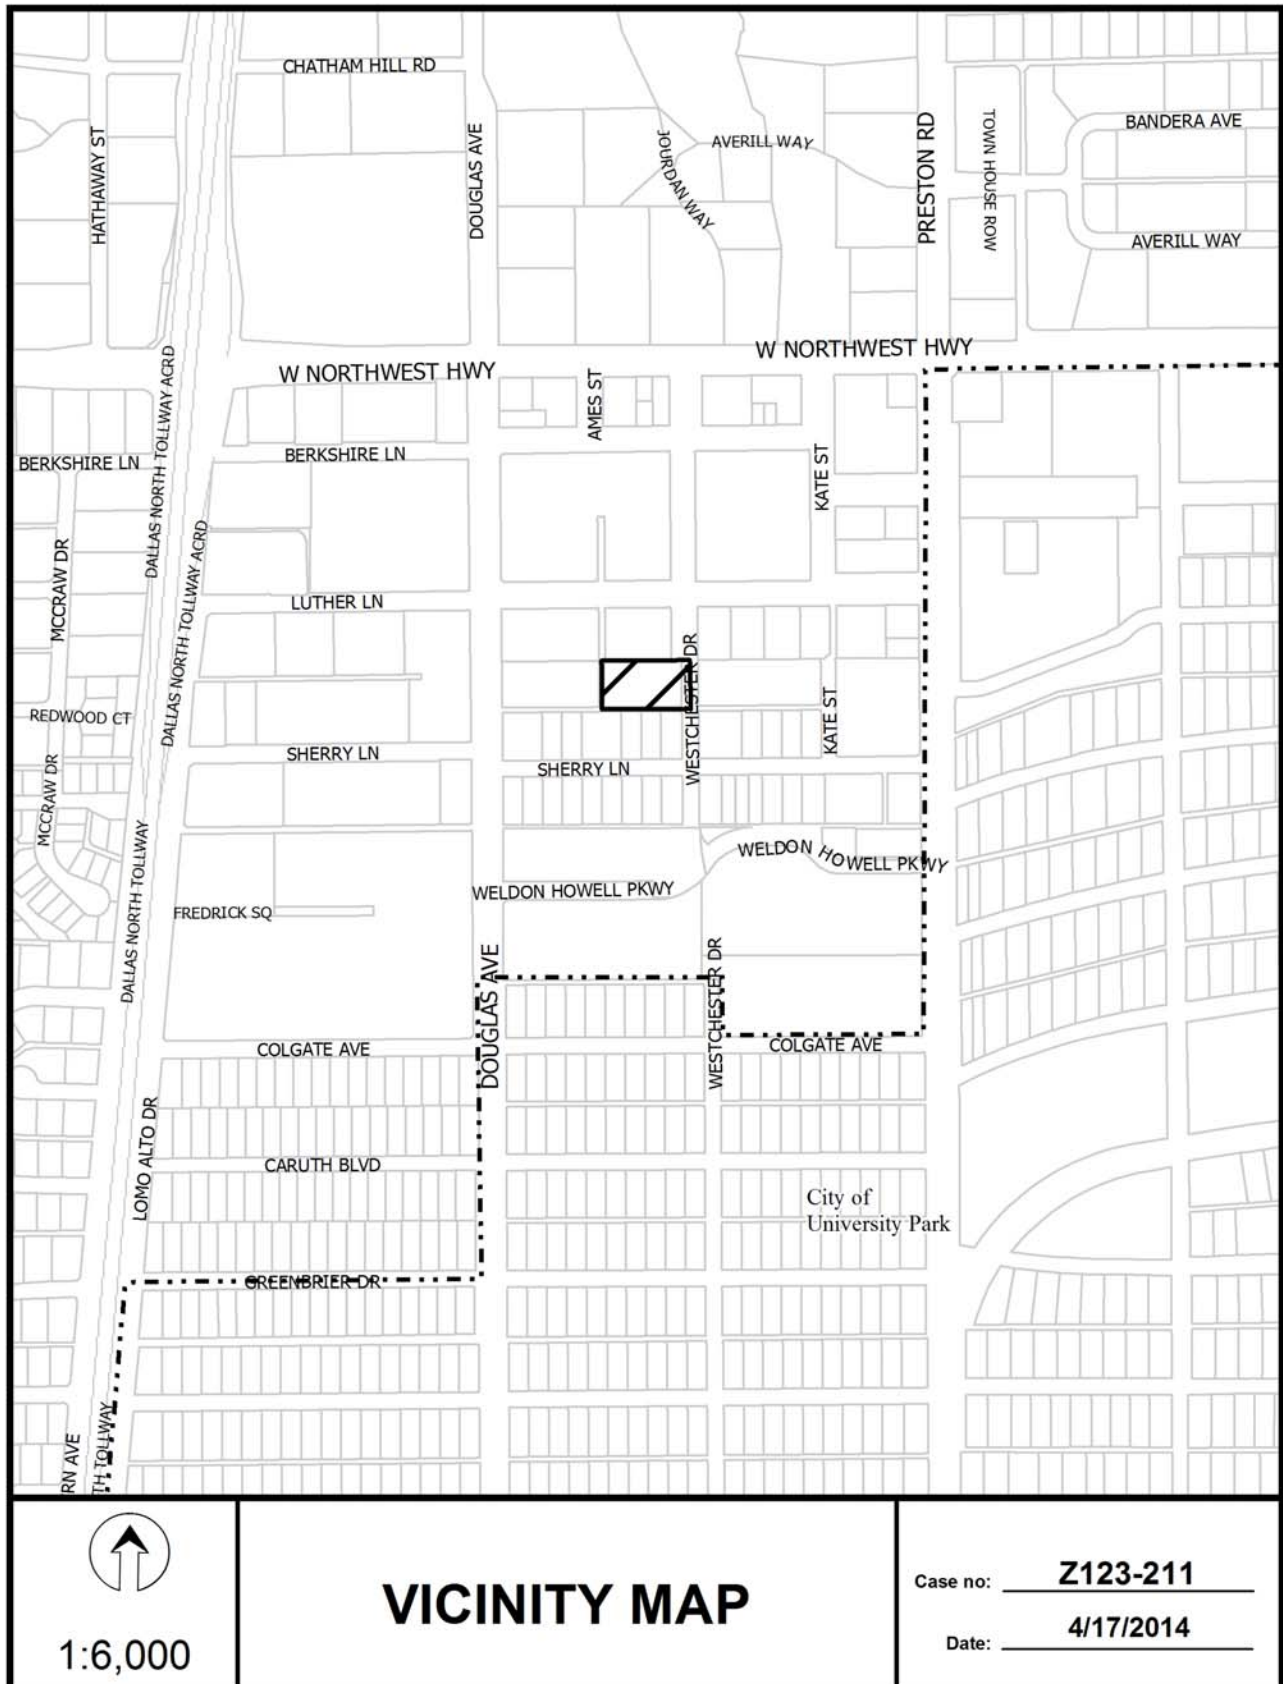 CHATHAM HILL RD
HATHAWAY ST
DOUGLAS AVE
JOURDAN WAY
AVERILL WAY
PRESTON RD
TOWN HOUSE ROW
BANDERA AVE
AVERILL WAY
W NORTHWEST HWY
W NORTHWEST HWY
DALLAS NORTH TOLLWAY ACRD
AMES ST
BERKSHIRE LN
BERKSHIRE LN
KATE ST
MCCRAW DR
DALLAS NORTH TOLLWAY ACRD
LUTHER LN
WESTCHESTER DR
KATE ST
REDWOOD CT
SHERRY LN
SHERRY LN
MCCRAW DR
DALLAS NORTH TOLLWAY
WELDON HOWELL PKWY
WELDON HOWELL PKWY
FREDRICK SQ
DOUGLAS AVE
WESTCHESTER DR
COLGATE AVE
COLGATE AVE
LOMO ALTO DR
CARUTH BLVD
City of
University Park
GREENBRIER DR
RN AVE
TH TOLLWAY
1:6,000
VICINITY MAP
Case no: Z123-211
Date: 4/17/2014